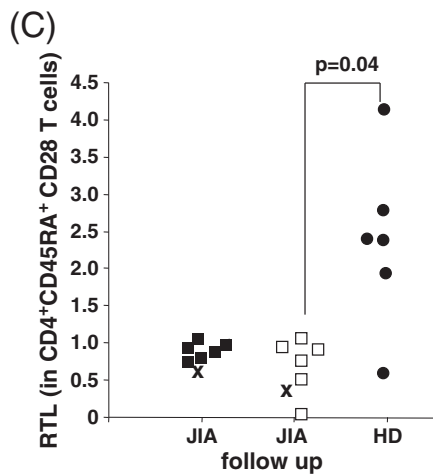 (C)
p=0.04
RTL (in CD4+CD45RA+ CD28 T cells)
4.5
4.0
3.5
3.0
2.5
2.0
1.5
1.0
0.5
0
x
x
JIA JIA HD
follow up